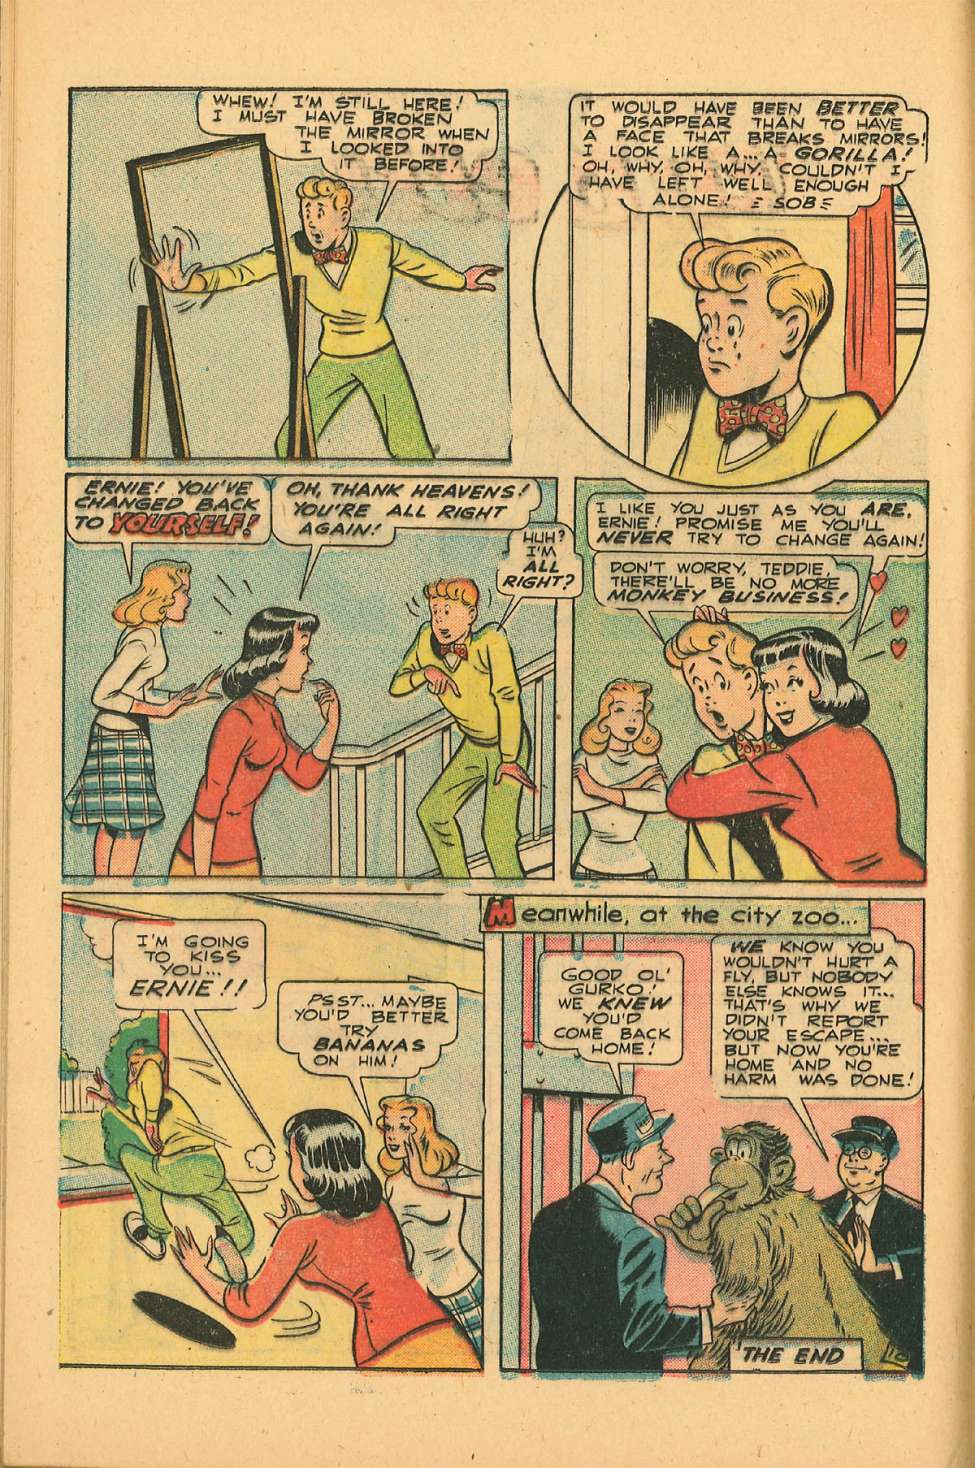 WHEW! I'M STILL HERE!
I MUST HAVE BROKEN
THE MIRROR WHEN
I LOOKED INTO
IT BEFORE!
IT WOULD HAVE BEEN BETTER
TO DISAPPEAR THAN TO HAVE
A FACE THAT BREAKS MIRRORS!
I LOOK LIKE A... A GORILLA!
OH, WHY, OH, WHY, COULDN'T I
HAVE LEFT WELL ENOUGH
ALONE! SOB
ERNIE! YOU'VE
CHANGED BACK
TO YOURSELF!
OH, THANK HEAVENS!
YOU'RE ALL RIGHT
AGAIN!
HUH?
I'M
ALL
RIGHT?
I LIKE YOU JUST AS YOU ARE,
ERNIE! PROMISE ME YOU'LL
NEVER TRY TO CHANGE AGAIN!
DON'T WORRY, TEDDIE,
THERE'LL BE NO MORE
MONKEY BUSINESS!
I'M GOING
TO KISS
YOU...
ERNIE!!
PSST... MAYBE
YOU'D BETTER
TRY
BANANAS
ON HIM!
Meanwhile, at the city zoo...
GOOD OL'
GURKO!
WE KNEW
YOU'D
COME BACK
HOME!
WE KNOW YOU
WOULDN'T HURT A
FLY, BUT NOBODY
ELSE KNOWS IT...
THAT'S WHY WE
DIDN'T REPORT
YOUR ESCAPE...
BUT NOW YOU'RE
HOME AND NO
HARM WAS DONE!
THE END
10